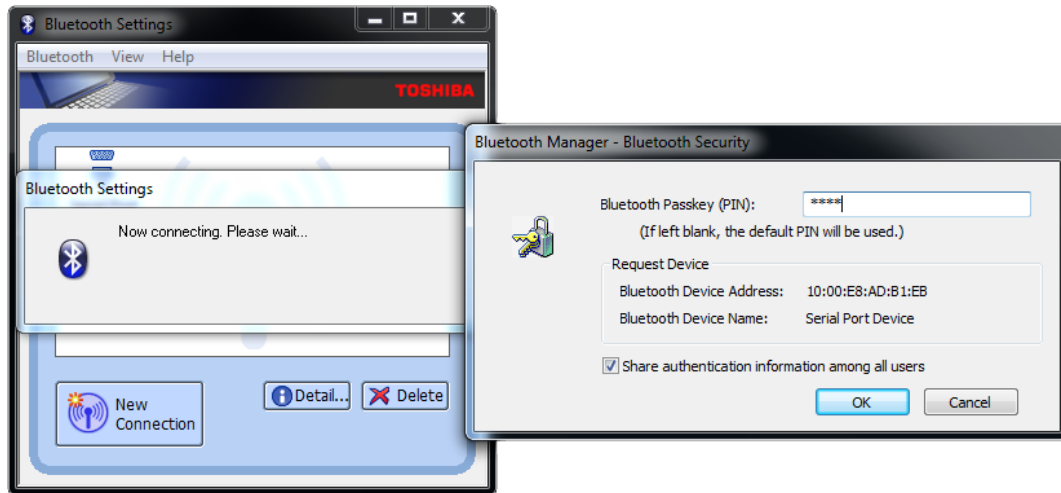 Bluetooth Settings
Bluetooth View Help
TOSHIBA
Bluetooth Settings
Now connecting. Please wait...
New
Connection
Detail...
Delete
Bluetooth Manager - Bluetooth Security
Bluetooth Passkey (PIN): ****
(If left blank, the default PIN will be used.)
Request Device
Bluetooth Device Address: 10:00:E8:AD:B1:EB
Bluetooth Device Name: Serial Port Device
Share authentication information among all users
OK Cancel